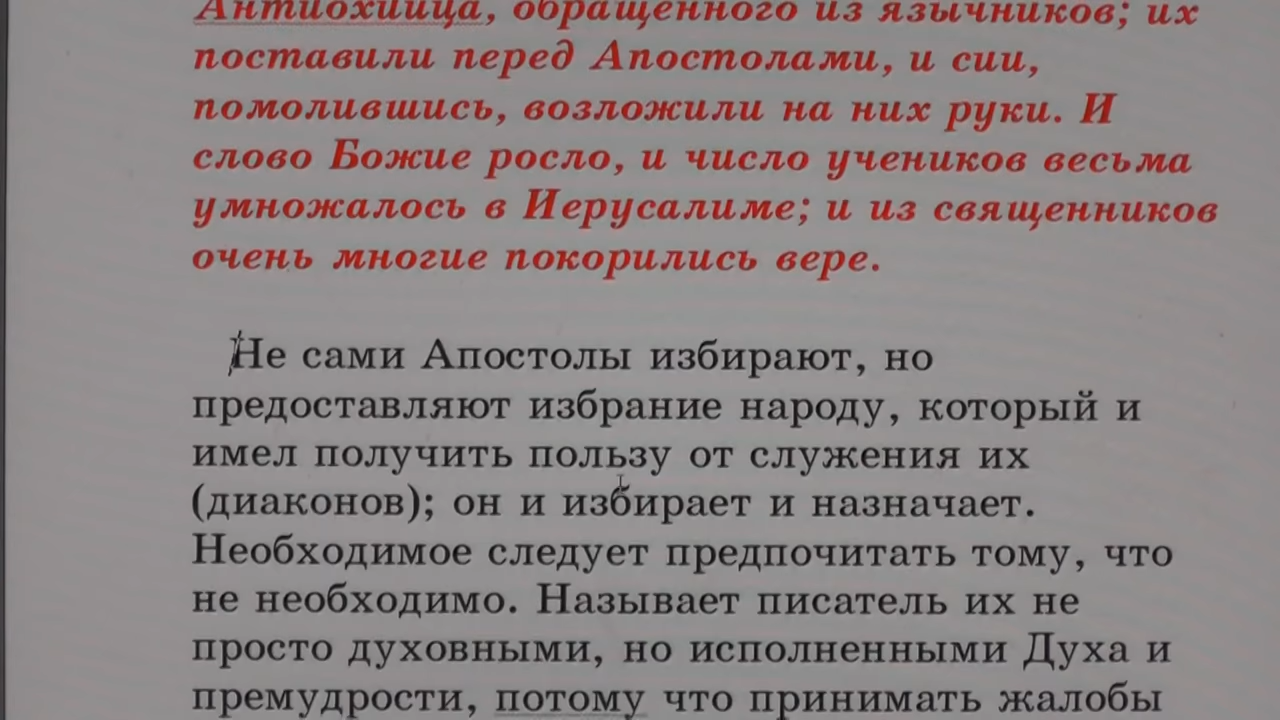 Антиохийца, обращенного из язычников; их
поставили перед Апостолами, и сии,
помолившись, возложили на них руки. И
слово Божие росло, и число учеников весьма
умножалось в Иерусалиме; и из священников
очень многие покорились вере.
Не сами Апостолы избирают, но
предоставляют избрание народу, который и
имел получить пользу от служения их
(диаконов); он и избирает и назначает.
Необходимое следует предпочитать тому, что
не необходимо. Называет писатель их не
просто духовными, но исполненными Духа и
премудрости, потому что принимать жалобы